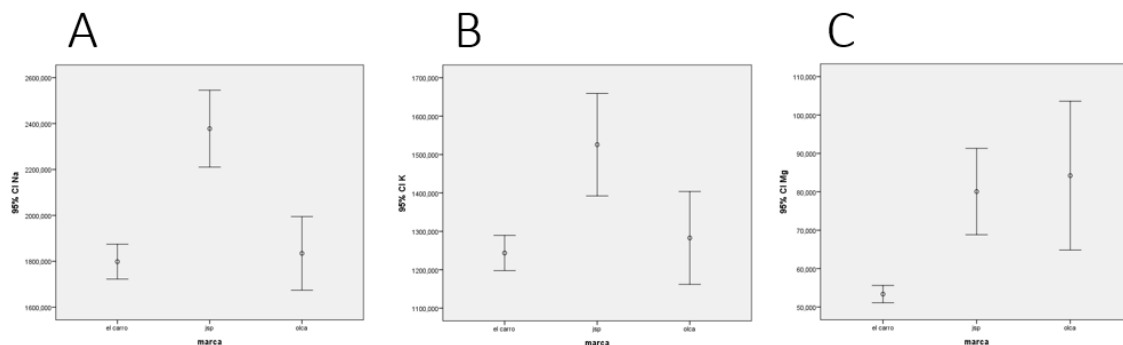 A
B
C
95% CI Na
2600,000
2400,000
2200,000
2000,000
1800,000
1600,000
el carro
jsp
olca
marca
95% CI K
1700,000
1600,000
1500,000
1400,000
1300,000
1200,000
1100,000
el carro
jsp
olca
marca
95% CI Mg
110,000
100,000
90,000
80,000
70,000
60,000
50,000
el carro
jsp
olca
marca